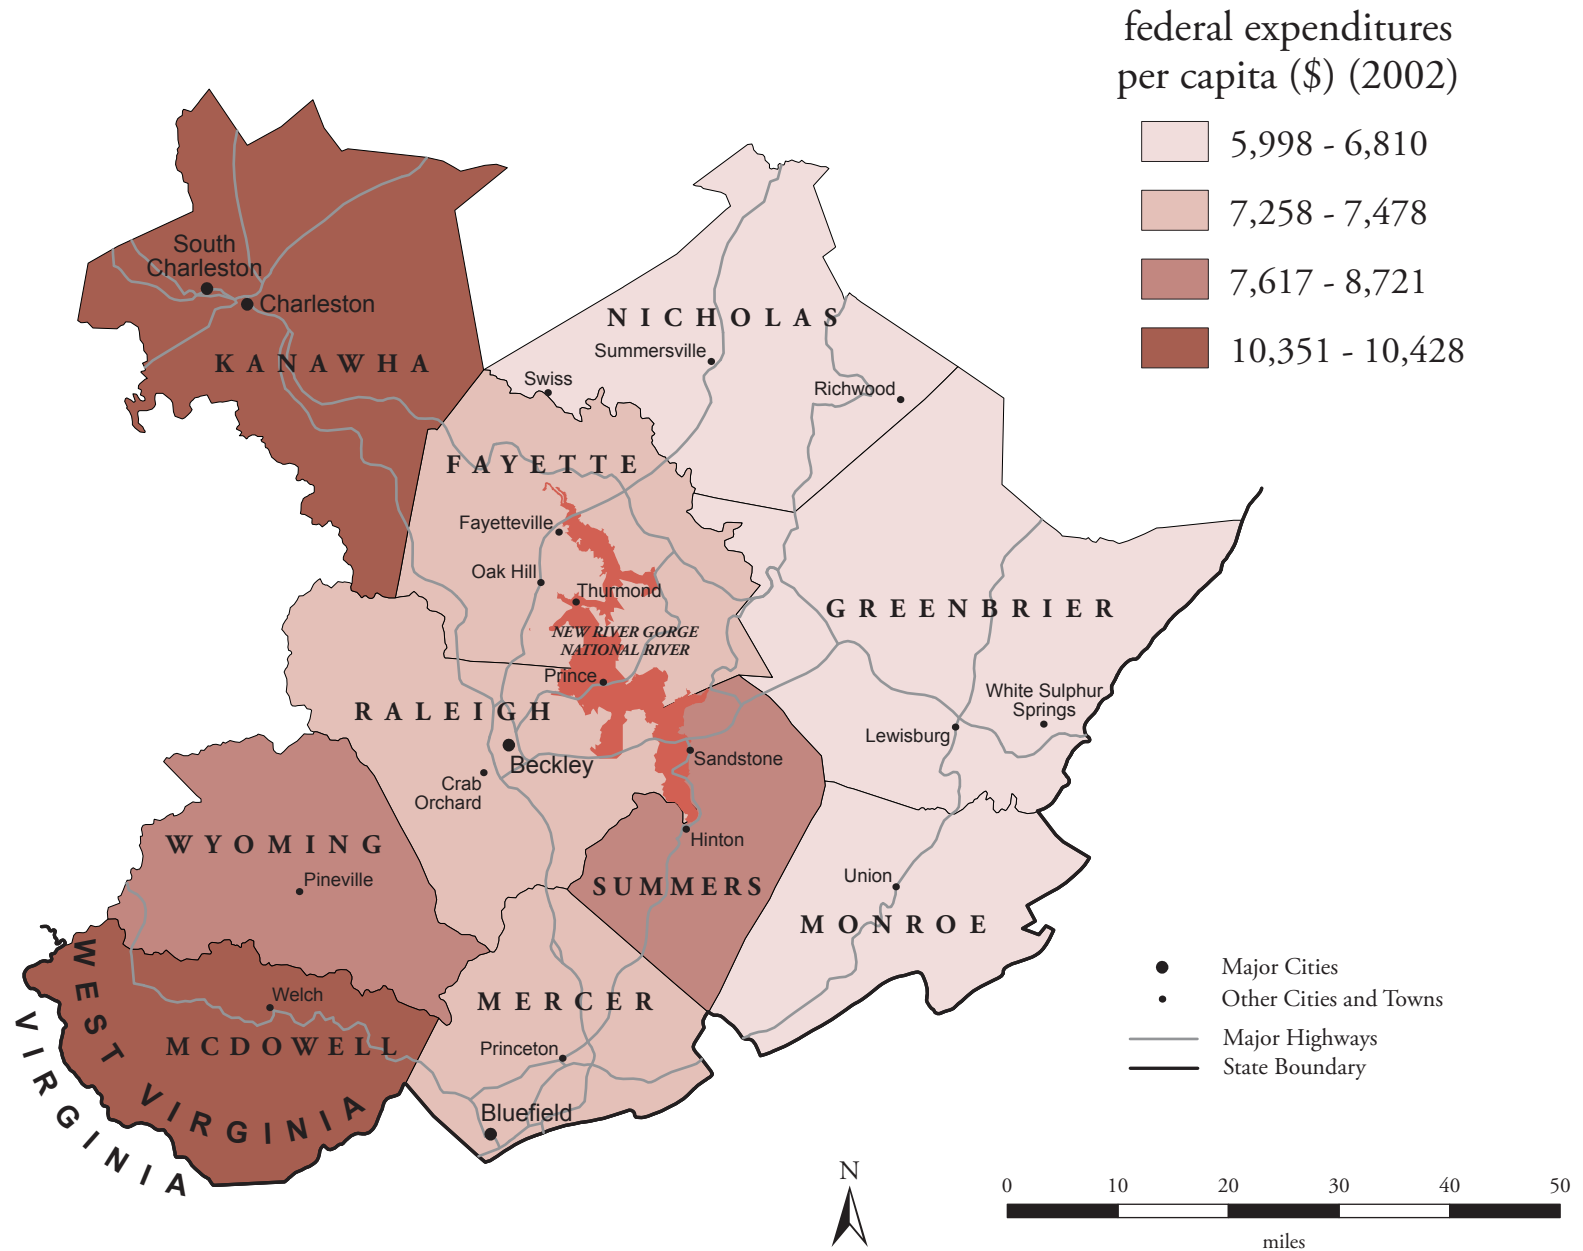 federal expenditures
per capita ($) (2002)
5,998 - 6,810
7,258 - 7,478
7,617 - 8,721
10,351 - 10,428
South
Charleston
Charleston
KANAWHA
NICHOLAS
Summersville
Swiss
Richwood
FAYETTE
Fayetteville
Oak Hill
Thurmond
NEW RIVER GORGE
NATIONAL RIVER
Prince
GREENBRIER
White Sulphur
Springs
Lewisburg
RALEIGH
Beckley
Crab
Orchard
Sandstone
Hinton
SUMMERS
WYOMING
Pineville
Union
MONROE
MERCER
Princeton
Bluefield
Welch
MCDOWELL
WEST VIRGINIA
VIRGINIA
Major Cities
Other Cities and Towns
Major Highways
State Boundary
N
0 10 20 30 40 50
miles